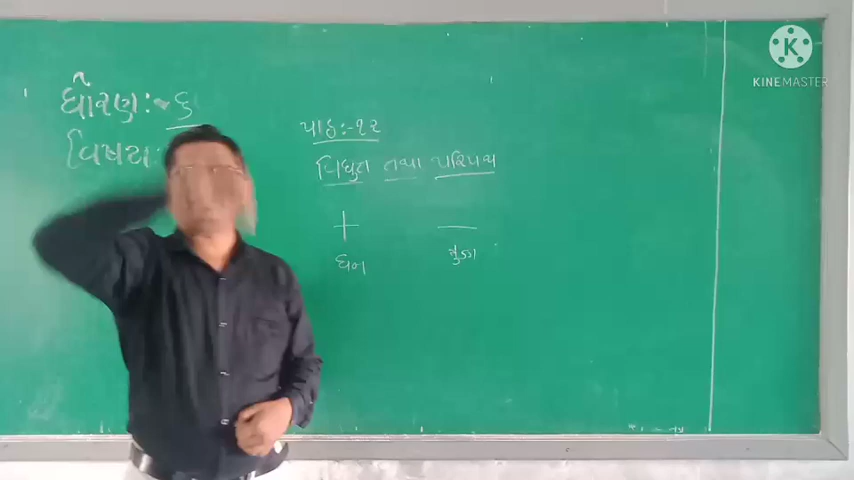 ધોરણ:- ૬
વિષય:
પાઠ:-૧૨
વિદ્યુત તથા પરિપથ
+ —
ધન ઋણ
KINEMASTER